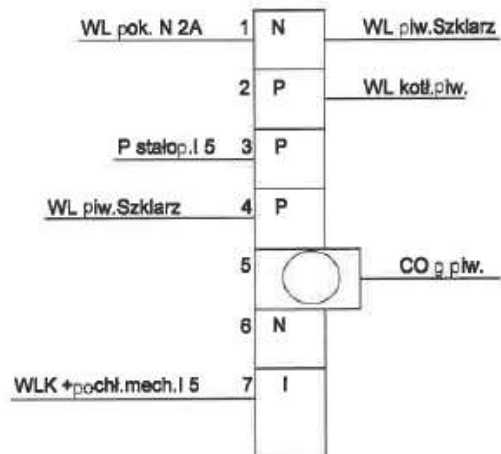 WL pok. N 2A 1 N WL piw.Szklarz
2 P WL kotł.piw.
P stałop.I 5 3 P
WL piw.Szklarz 4 P
5 CO g piw.
6 N
WLK +pochł.mech.I 5 7 I